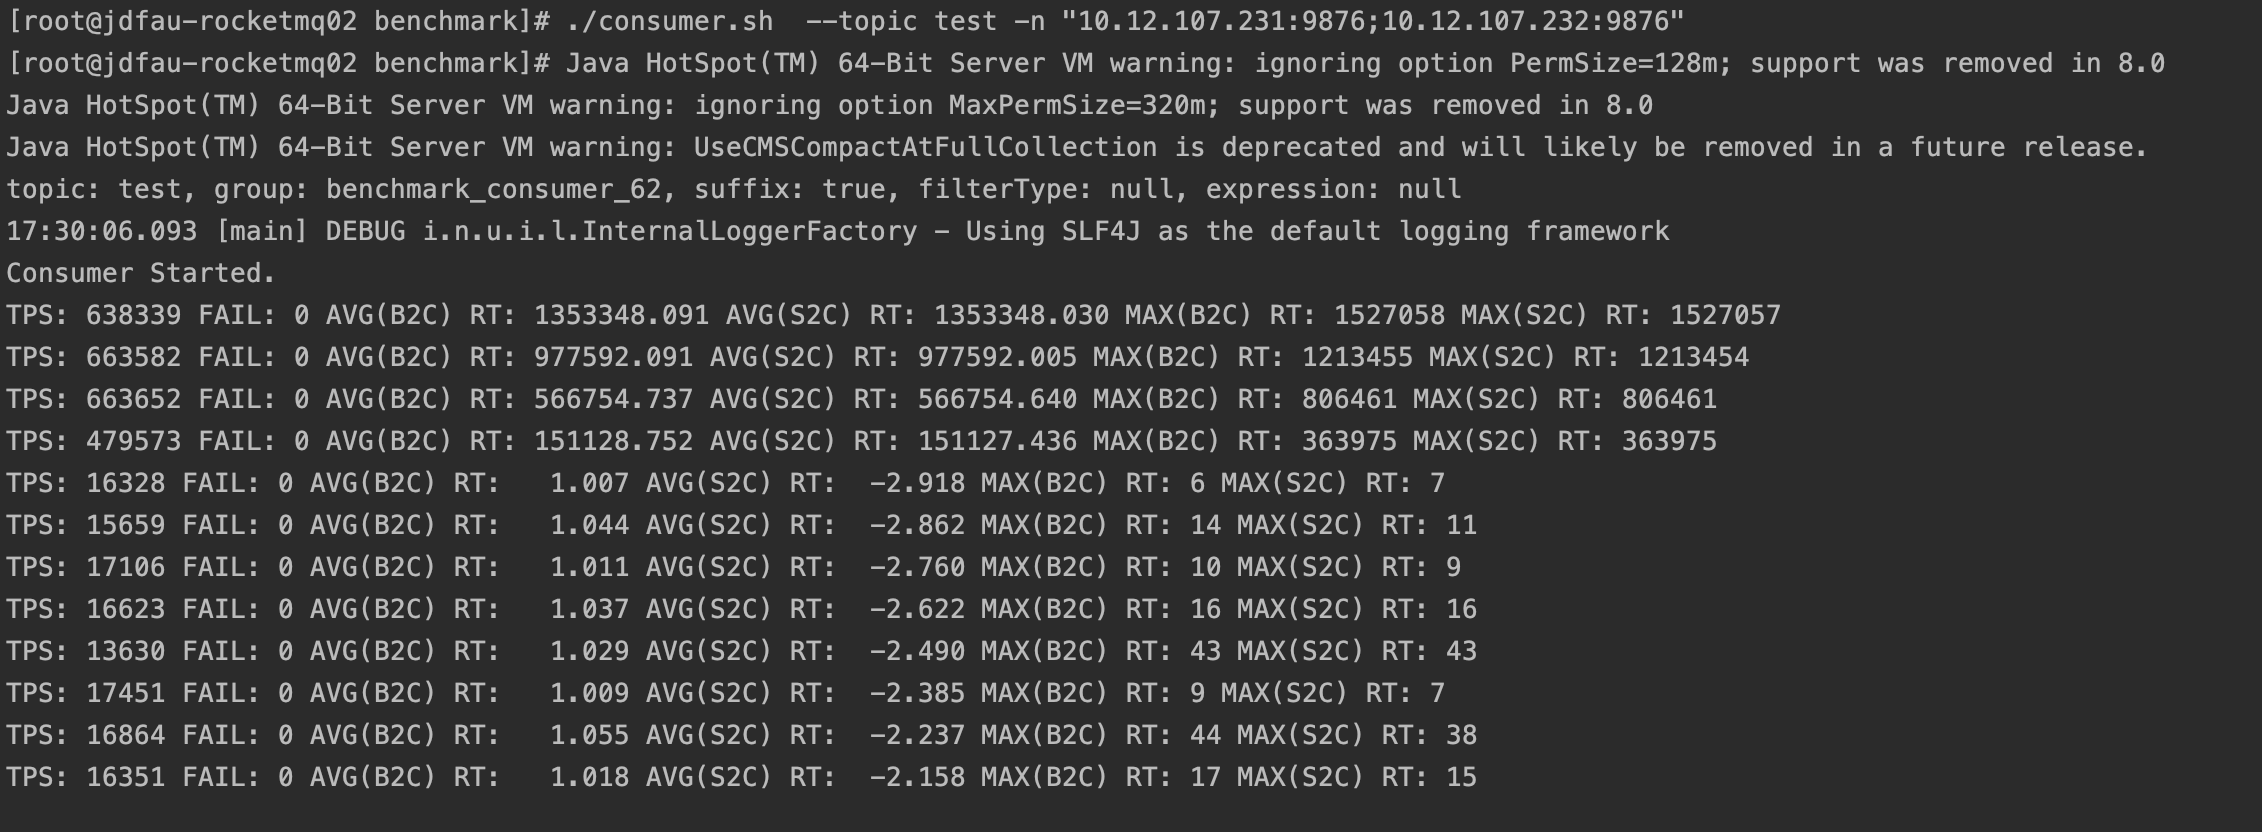 [root@jdfau-rocketmq02 benchmark]# ./consumer.sh  --topic test -n "10.12.107.231:9876;10.12.107.232:9876"
[root@jdfau-rocketmq02 benchmark]# Java HotSpot(TM) 64-Bit Server VM warning: ignoring option PermSize=128m; support was removed in 8.0
Java HotSpot(TM) 64-Bit Server VM warning: ignoring option MaxPermSize=320m; support was removed in 8.0
Java HotSpot(TM) 64-Bit Server VM warning: UseCMSCompactAtFullCollection is deprecated and will likely be removed in a future release.
topic: test, group: benchmark_consumer_62, suffix: true, filterType: null, expression: null
17:30:06.093 [main] DEBUG i.n.u.i.l.InternalLoggerFactory - Using SLF4J as the default logging framework
Consumer Started.
TPS: 638339 FAIL: 0 AVG(B2C) RT: 1353348.091 AVG(S2C) RT: 1353348.030 MAX(B2C) RT: 1527058 MAX(S2C) RT: 1527057
TPS: 663582 FAIL: 0 AVG(B2C) RT: 977592.091 AVG(S2C) RT: 977592.005 MAX(B2C) RT: 1213455 MAX(S2C) RT: 1213454
TPS: 663652 FAIL: 0 AVG(B2C) RT: 566754.737 AVG(S2C) RT: 566754.640 MAX(B2C) RT: 806461 MAX(S2C) RT: 806461
TPS: 479573 FAIL: 0 AVG(B2C) RT: 151128.752 AVG(S2C) RT: 151127.436 MAX(B2C) RT: 363975 MAX(S2C) RT: 363975
TPS: 16328 FAIL: 0 AVG(B2C) RT:   1.007 AVG(S2C) RT:  -2.918 MAX(B2C) RT: 6 MAX(S2C) RT: 7
TPS: 15659 FAIL: 0 AVG(B2C) RT:   1.044 AVG(S2C) RT:  -2.862 MAX(B2C) RT: 14 MAX(S2C) RT: 11
TPS: 17106 FAIL: 0 AVG(B2C) RT:   1.011 AVG(S2C) RT:  -2.760 MAX(B2C) RT: 10 MAX(S2C) RT: 9
TPS: 16623 FAIL: 0 AVG(B2C) RT:   1.037 AVG(S2C) RT:  -2.622 MAX(B2C) RT: 16 MAX(S2C) RT: 16
TPS: 13630 FAIL: 0 AVG(B2C) RT:   1.029 AVG(S2C) RT:  -2.490 MAX(B2C) RT: 43 MAX(S2C) RT: 43
TPS: 17451 FAIL: 0 AVG(B2C) RT:   1.009 AVG(S2C) RT:  -2.385 MAX(B2C) RT: 9 MAX(S2C) RT: 7
TPS: 16864 FAIL: 0 AVG(B2C) RT:   1.055 AVG(S2C) RT:  -2.237 MAX(B2C) RT: 44 MAX(S2C) RT: 38
TPS: 16351 FAIL: 0 AVG(B2C) RT:   1.018 AVG(S2C) RT:  -2.158 MAX(B2C) RT: 17 MAX(S2C) RT: 15